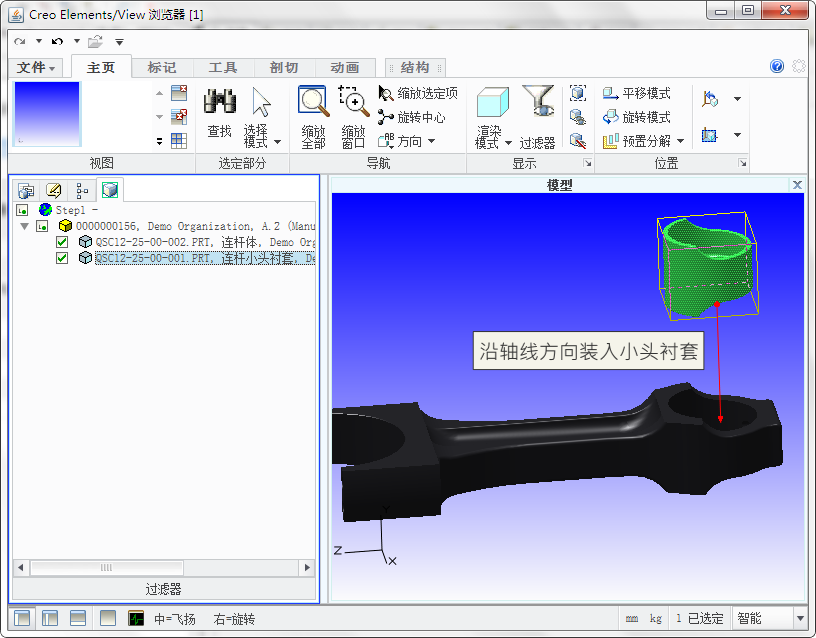 Creo Elements/View 浏览器 [1]
文件
主页
标记
工具
剖切
动画
结构
查找
选择
模式
缩放
全部
缩放
窗口
缩放选定项
旋转中心
方向
渲染
模式
过滤器
平移模式
旋转模式
预置分解
视图
选定部分
导航
显示
位置
模型
Step1 -
0000000156, Demo Organization, A.2 (Manu
QSC12-25-00-002.PRT, 连杆体, Demo Org
QSC12-25-00-001.PRT, 连杆小头衬套, De
沿轴线方向装入小头衬套
Y
Z
X
过滤器
中=飞扬
右=旋转
mm
kg
1 已选定
智能